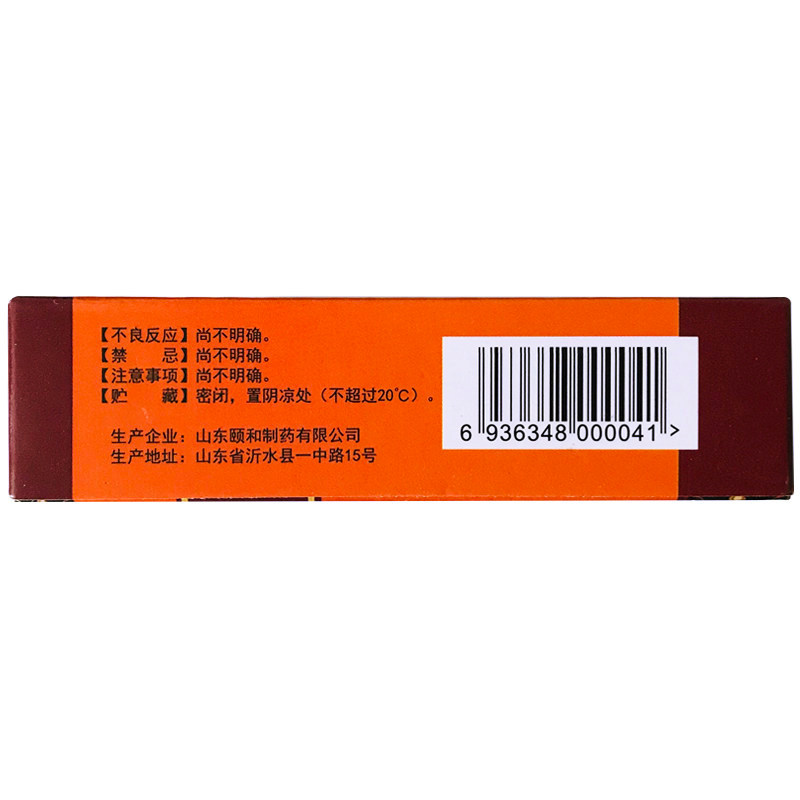 【不良反应】尚不明确。
【禁　　忌】尚不明确。
【注意事项】尚不明确。
【贮　　藏】密闭，置阴凉处（不超过20℃）。
生产企业：山东颐和制药有限公司
生产地址：山东省沂水县一中路15号
6 936348 000041 >